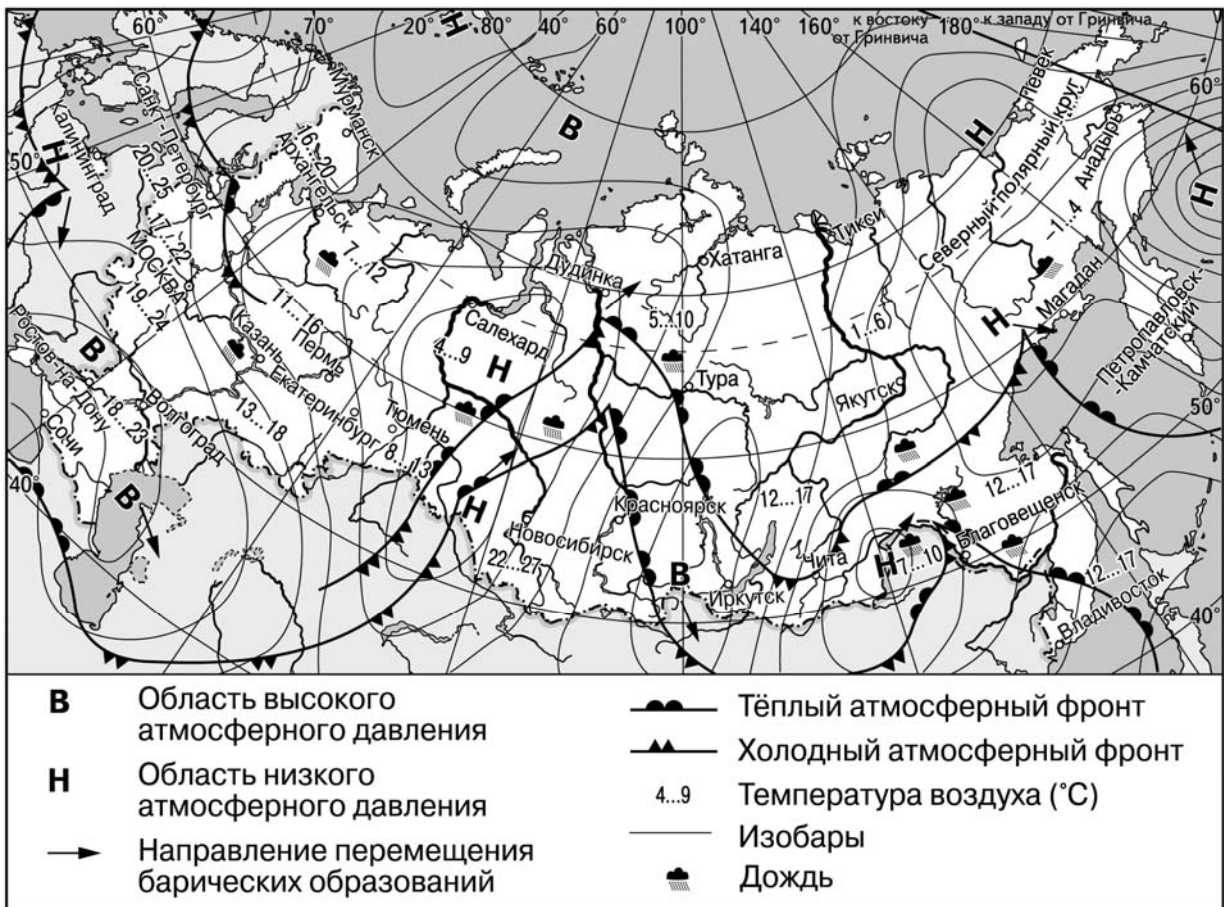 60°
70°
20° 80° 40° 60° 100° 140° 160° 180°
к востоку
от Гринвича
к западу от Гринвича
Н
В
Н
60°
Н
Певек
Северный полярный круг
Анадырь
-1...4
Мурманск
Санкт-Петербург
Калининград
50°
Н
16...20
Архангельск
20...25
17...22
МОСКВА
19...24
7...12
11...16
Казань
Пермь
Екатеринбург
Тюмень
8...13
13...18
В
Ростов-на-Дону
Волгоград
18...23
Сочи
40°
В
Дудинка
Хатанга
Тикси
Салехард
4...9
Н
5...10
Тура
1...6
Якутск
Н
Магадан
Петропавловск-
Камчатский
50°
Н
Новосибирск
22...27
Красноярск
В
Иркутск
12...17
Чита
Н
7...10
Благовещенск
12...17
12...17
Владивосток
40°
В
Область высокого
атмосферного давления
Н
Область низкого
атмосферного давления
Направление перемещения
барических образований
Тёплый атмосферный фронт
Холодный атмосферный фронт
4...9
Температура воздуха (°С)
Изобары
Дождь